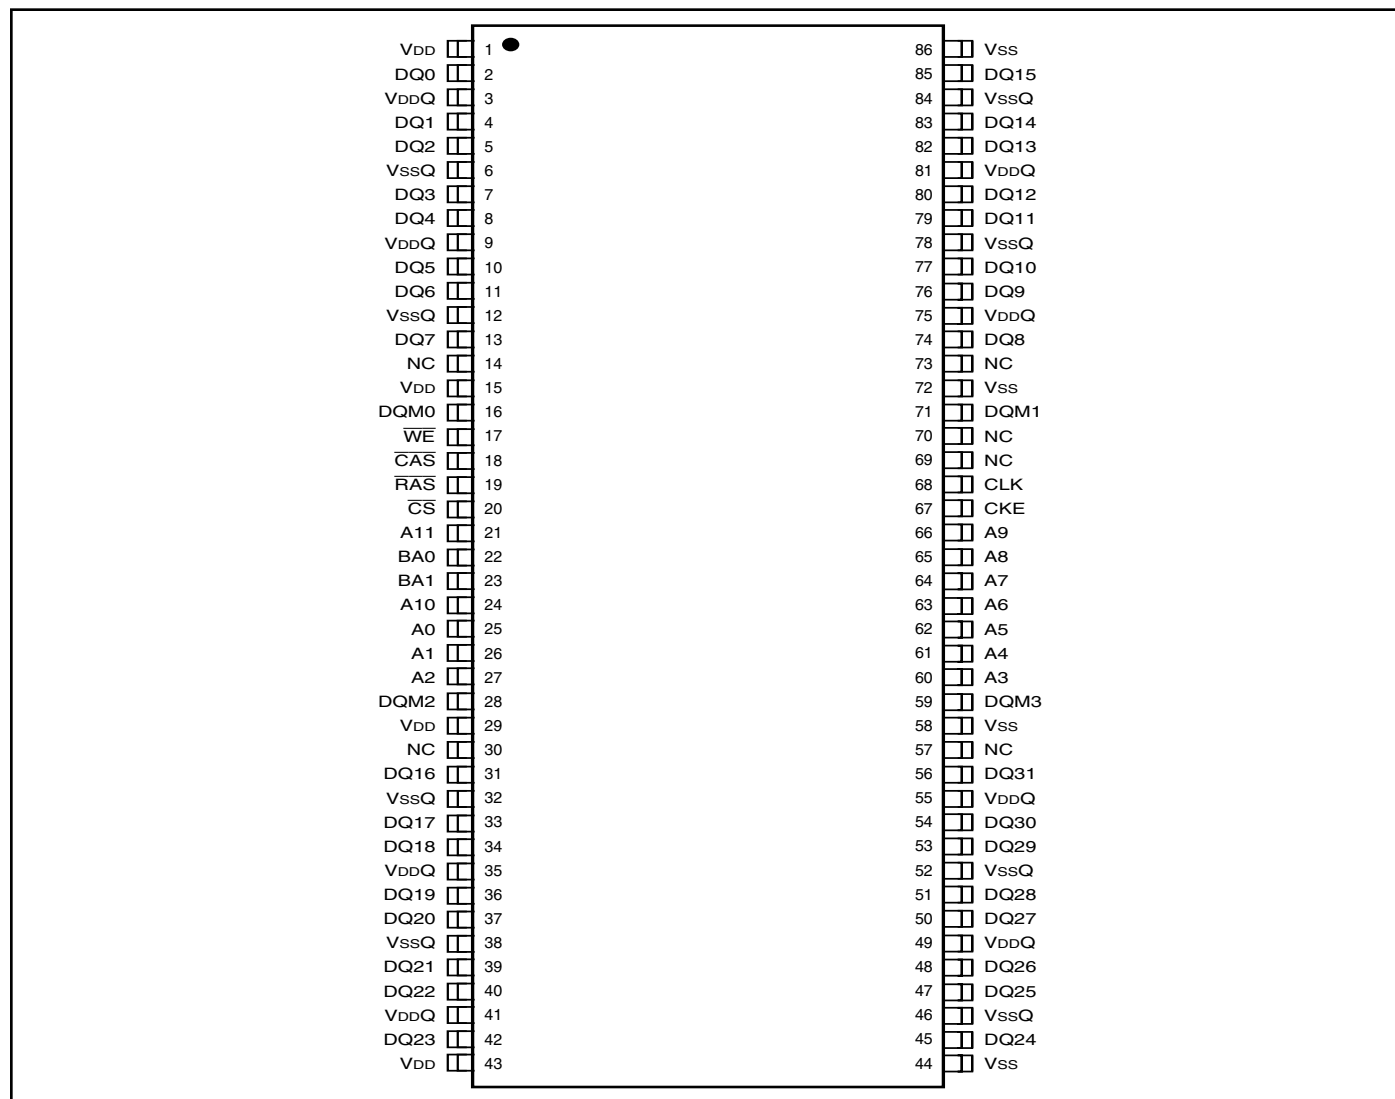 VDD 1 86 VSS
DQ0 2 85 DQ15
VDDQ 3 84 VSSQ
DQ1 4 83 DQ14
DQ2 5 82 DQ13
VSSQ 6 81 VDDQ
DQ3 7 80 DQ12
DQ4 8 79 DQ11
VDDQ 9 78 VSSQ
DQ5 10 77 DQ10
DQ6 11 76 DQ9
VSSQ 12 75 VDDQ
DQ7 13 74 DQ8
NC 14 73 NC
VDD 15 72 VSS
DQM0 16 71 DQM1
W̅E̅ 17 70 NC
C̅A̅S̅ 18 69 NC
R̅A̅S̅ 19 68 CLK
C̅S̅ 20 67 CKE
A11 21 66 A9
BA0 22 65 A8
BA1 23 64 A7
A10 24 63 A6
A0 25 62 A5
A1 26 61 A4
A2 27 60 A3
DQM2 28 59 DQM3
VDD 29 58 VSS
NC 30 57 NC
DQ16 31 56 DQ31
VSSQ 32 55 VDDQ
DQ17 33 54 DQ30
DQ18 34 53 DQ29
VDDQ 35 52 VSSQ
DQ19 36 51 DQ28
DQ20 37 50 DQ27
VSSQ 38 49 VDDQ
DQ21 39 48 DQ26
DQ22 40 47 DQ25
VDDQ 41 46 VSSQ
DQ23 42 45 DQ24
VDD 43 44 VSS